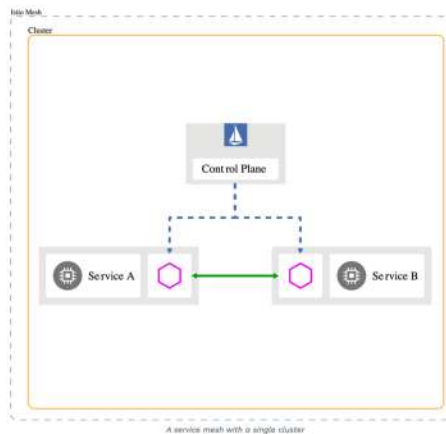 Istio Mesh
Cluster
Control Plane
Service A
Service B
A service mesh with a single cluster